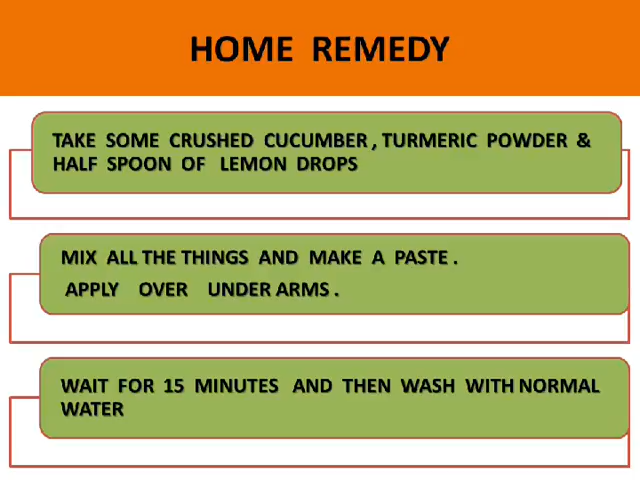 HOME REMEDY
TAKE SOME CRUSHED CUCUMBER , TURMERIC POWDER &
HALF SPOON OF LEMON DROPS
MIX ALL THE THINGS AND MAKE A PASTE .
APPLY OVER UNDER ARMS .
WAIT FOR 15 MINUTES AND THEN WASH WITH NORMAL
WATER